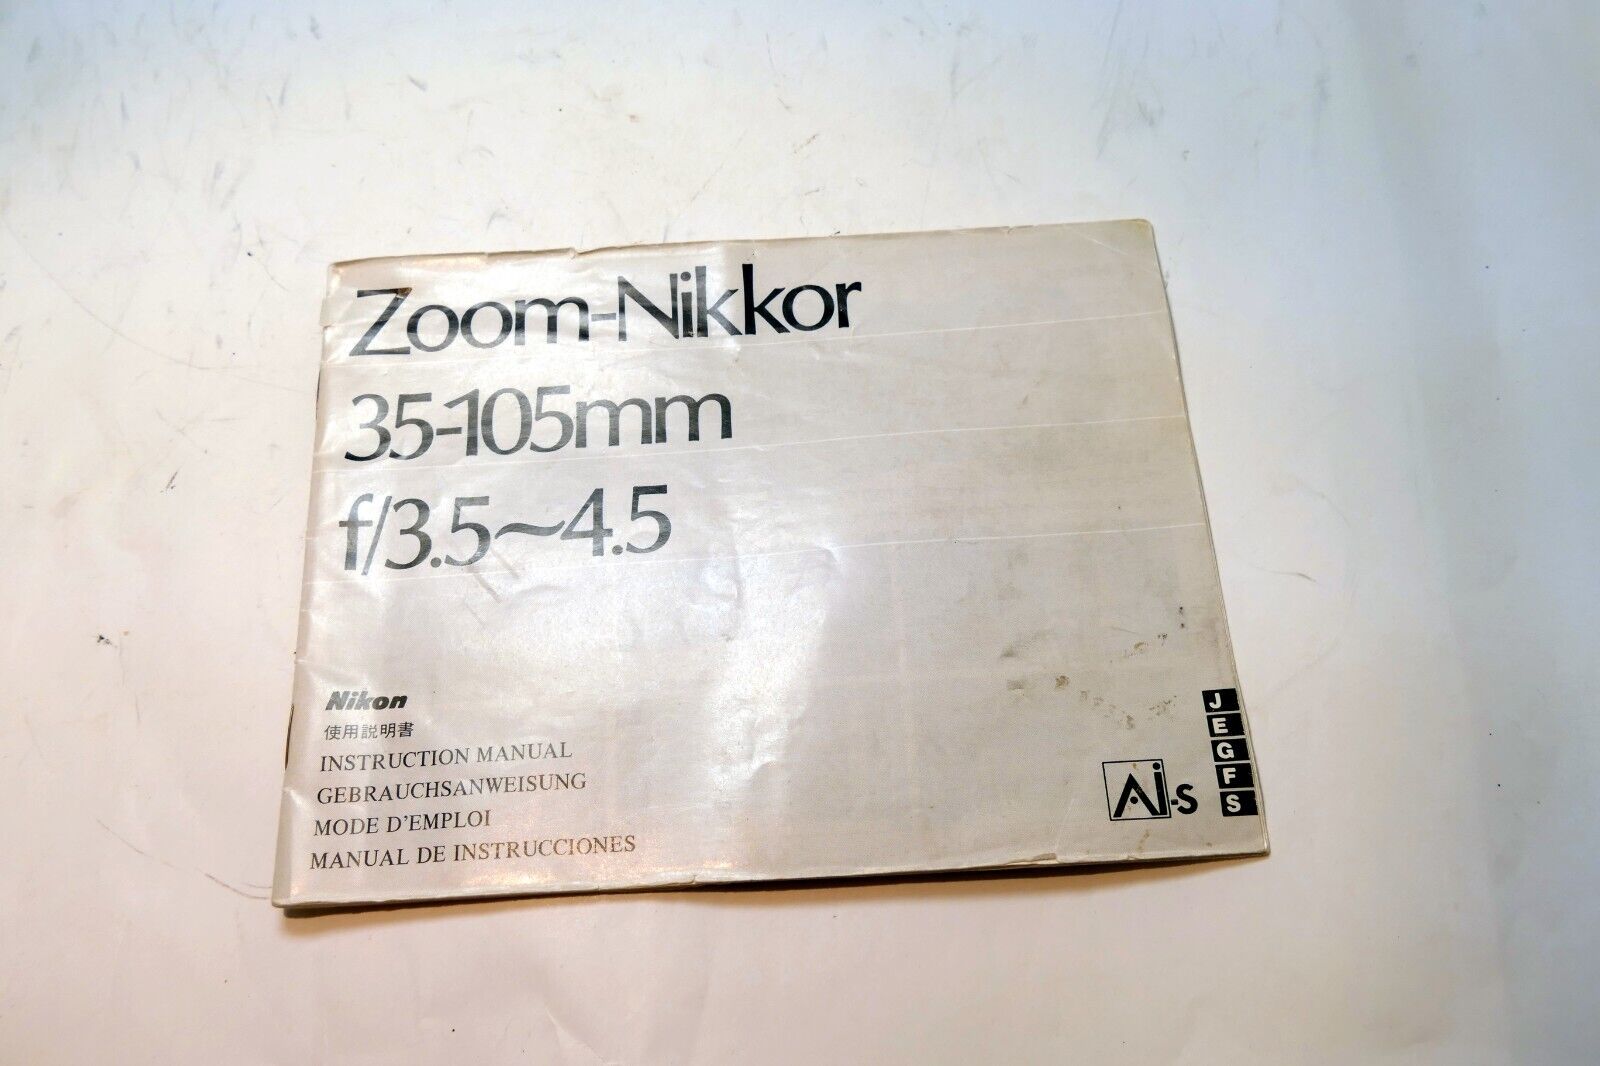 Zoom-Nikkor
35-105mm
f/3.5~4.5
Nikon
使用説明書
INSTRUCTION MANUAL
GEBRAUCHSANWEISUNG
MODE D'EMPLOI
MANUAL DE INSTRUCCIONES
Ai-S
J
E
G
F
S